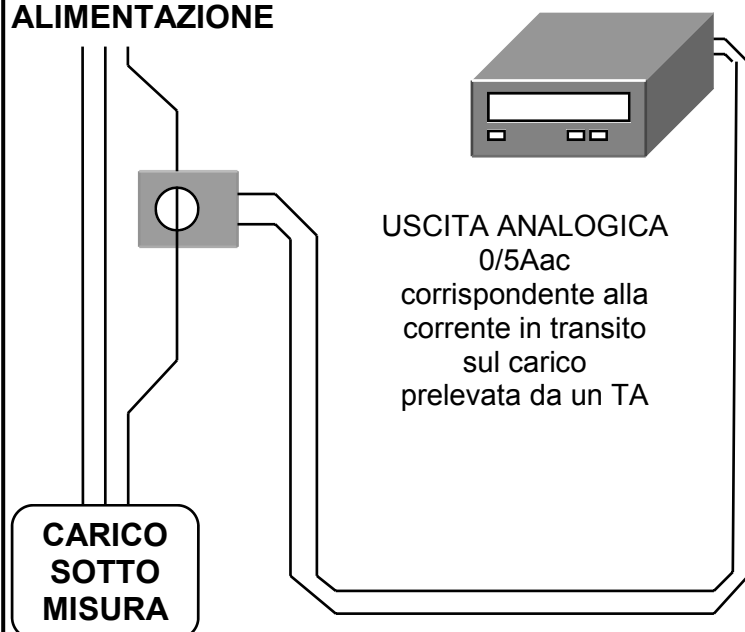 ALIMENTAZIONE
USCITA ANALOGICA
0/5Aac
corrispondente alla
corrente in transito
sul carico
prelevata da un TA
CARICO
SOTTO
MISURA